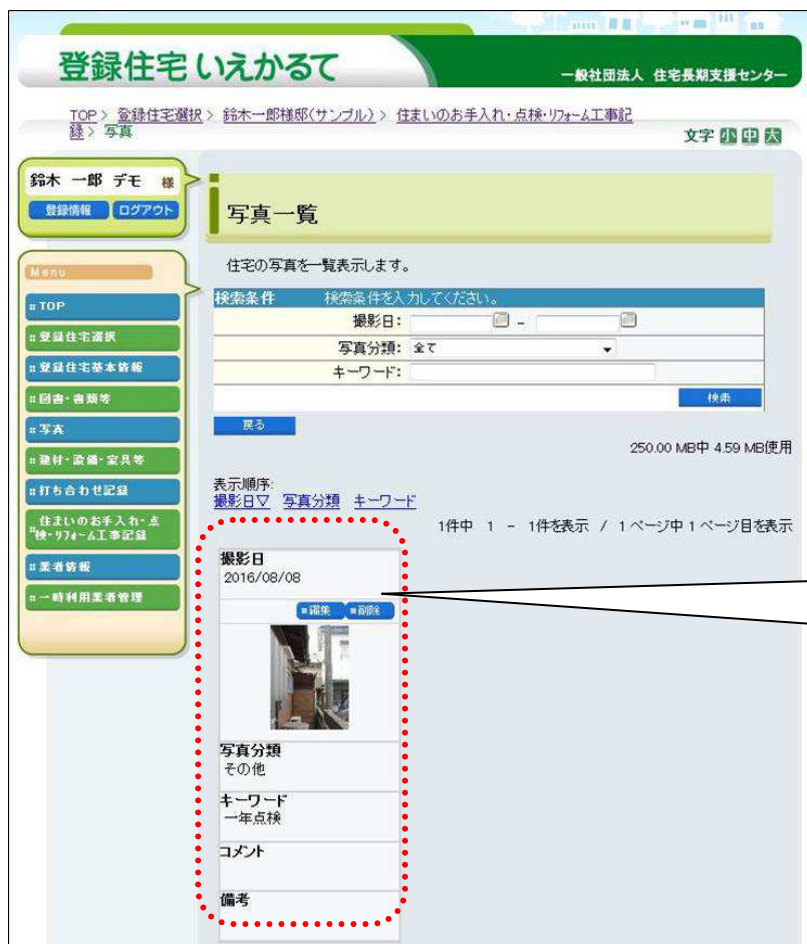 登録住宅 いえかるて
一般社団法人 住宅長期支援センター
TOP > 登録住宅選択 > 鈴木一郎様邸(サンプル) > 住まいのお手入れ・点検・リフォーム工事記
録 > 写真
文字 小 中 大
鈴木 一郎 デモ 様
登録情報 ログアウト
写真一覧
住宅の写真を一覧表示します。
Menu
TOP
登録住宅選択
登録住宅基本情報
図書・書類等
写真
建材・設備・家具等
打ち合わせ記録
住まいのお手入れ・点
検・リフォーム工事記録
業者情報
一時利用業者管理
検索条件 検索条件を入力してください。
撮影日: -
写真分類: 全て
キーワード:
検索
戻る
250.00 MB中 4.59 MB使用
表示順序:
撮影日▽ 写真分類 キーワード
1件中 1 - 1件を表示 / 1ページ中1ページ目を表示
撮影日
2016/08/08
編集 削除
写真分類
その他
キーワード
一年点検
コメント
備考